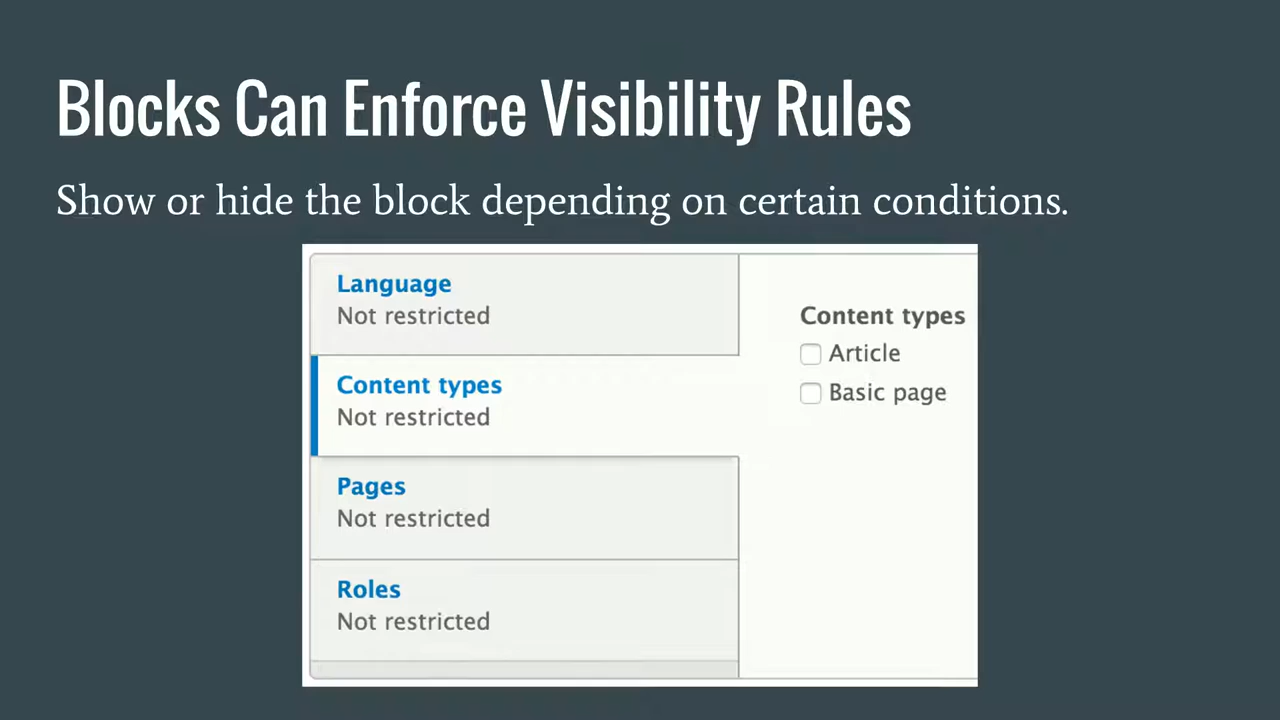 Blocks Can Enforce Visibility Rules
Show or hide the block depending on certain conditions.
Language
Not restricted
Content types
Not restricted
Pages
Not restricted
Roles
Not restricted
Content types
Article
Basic page